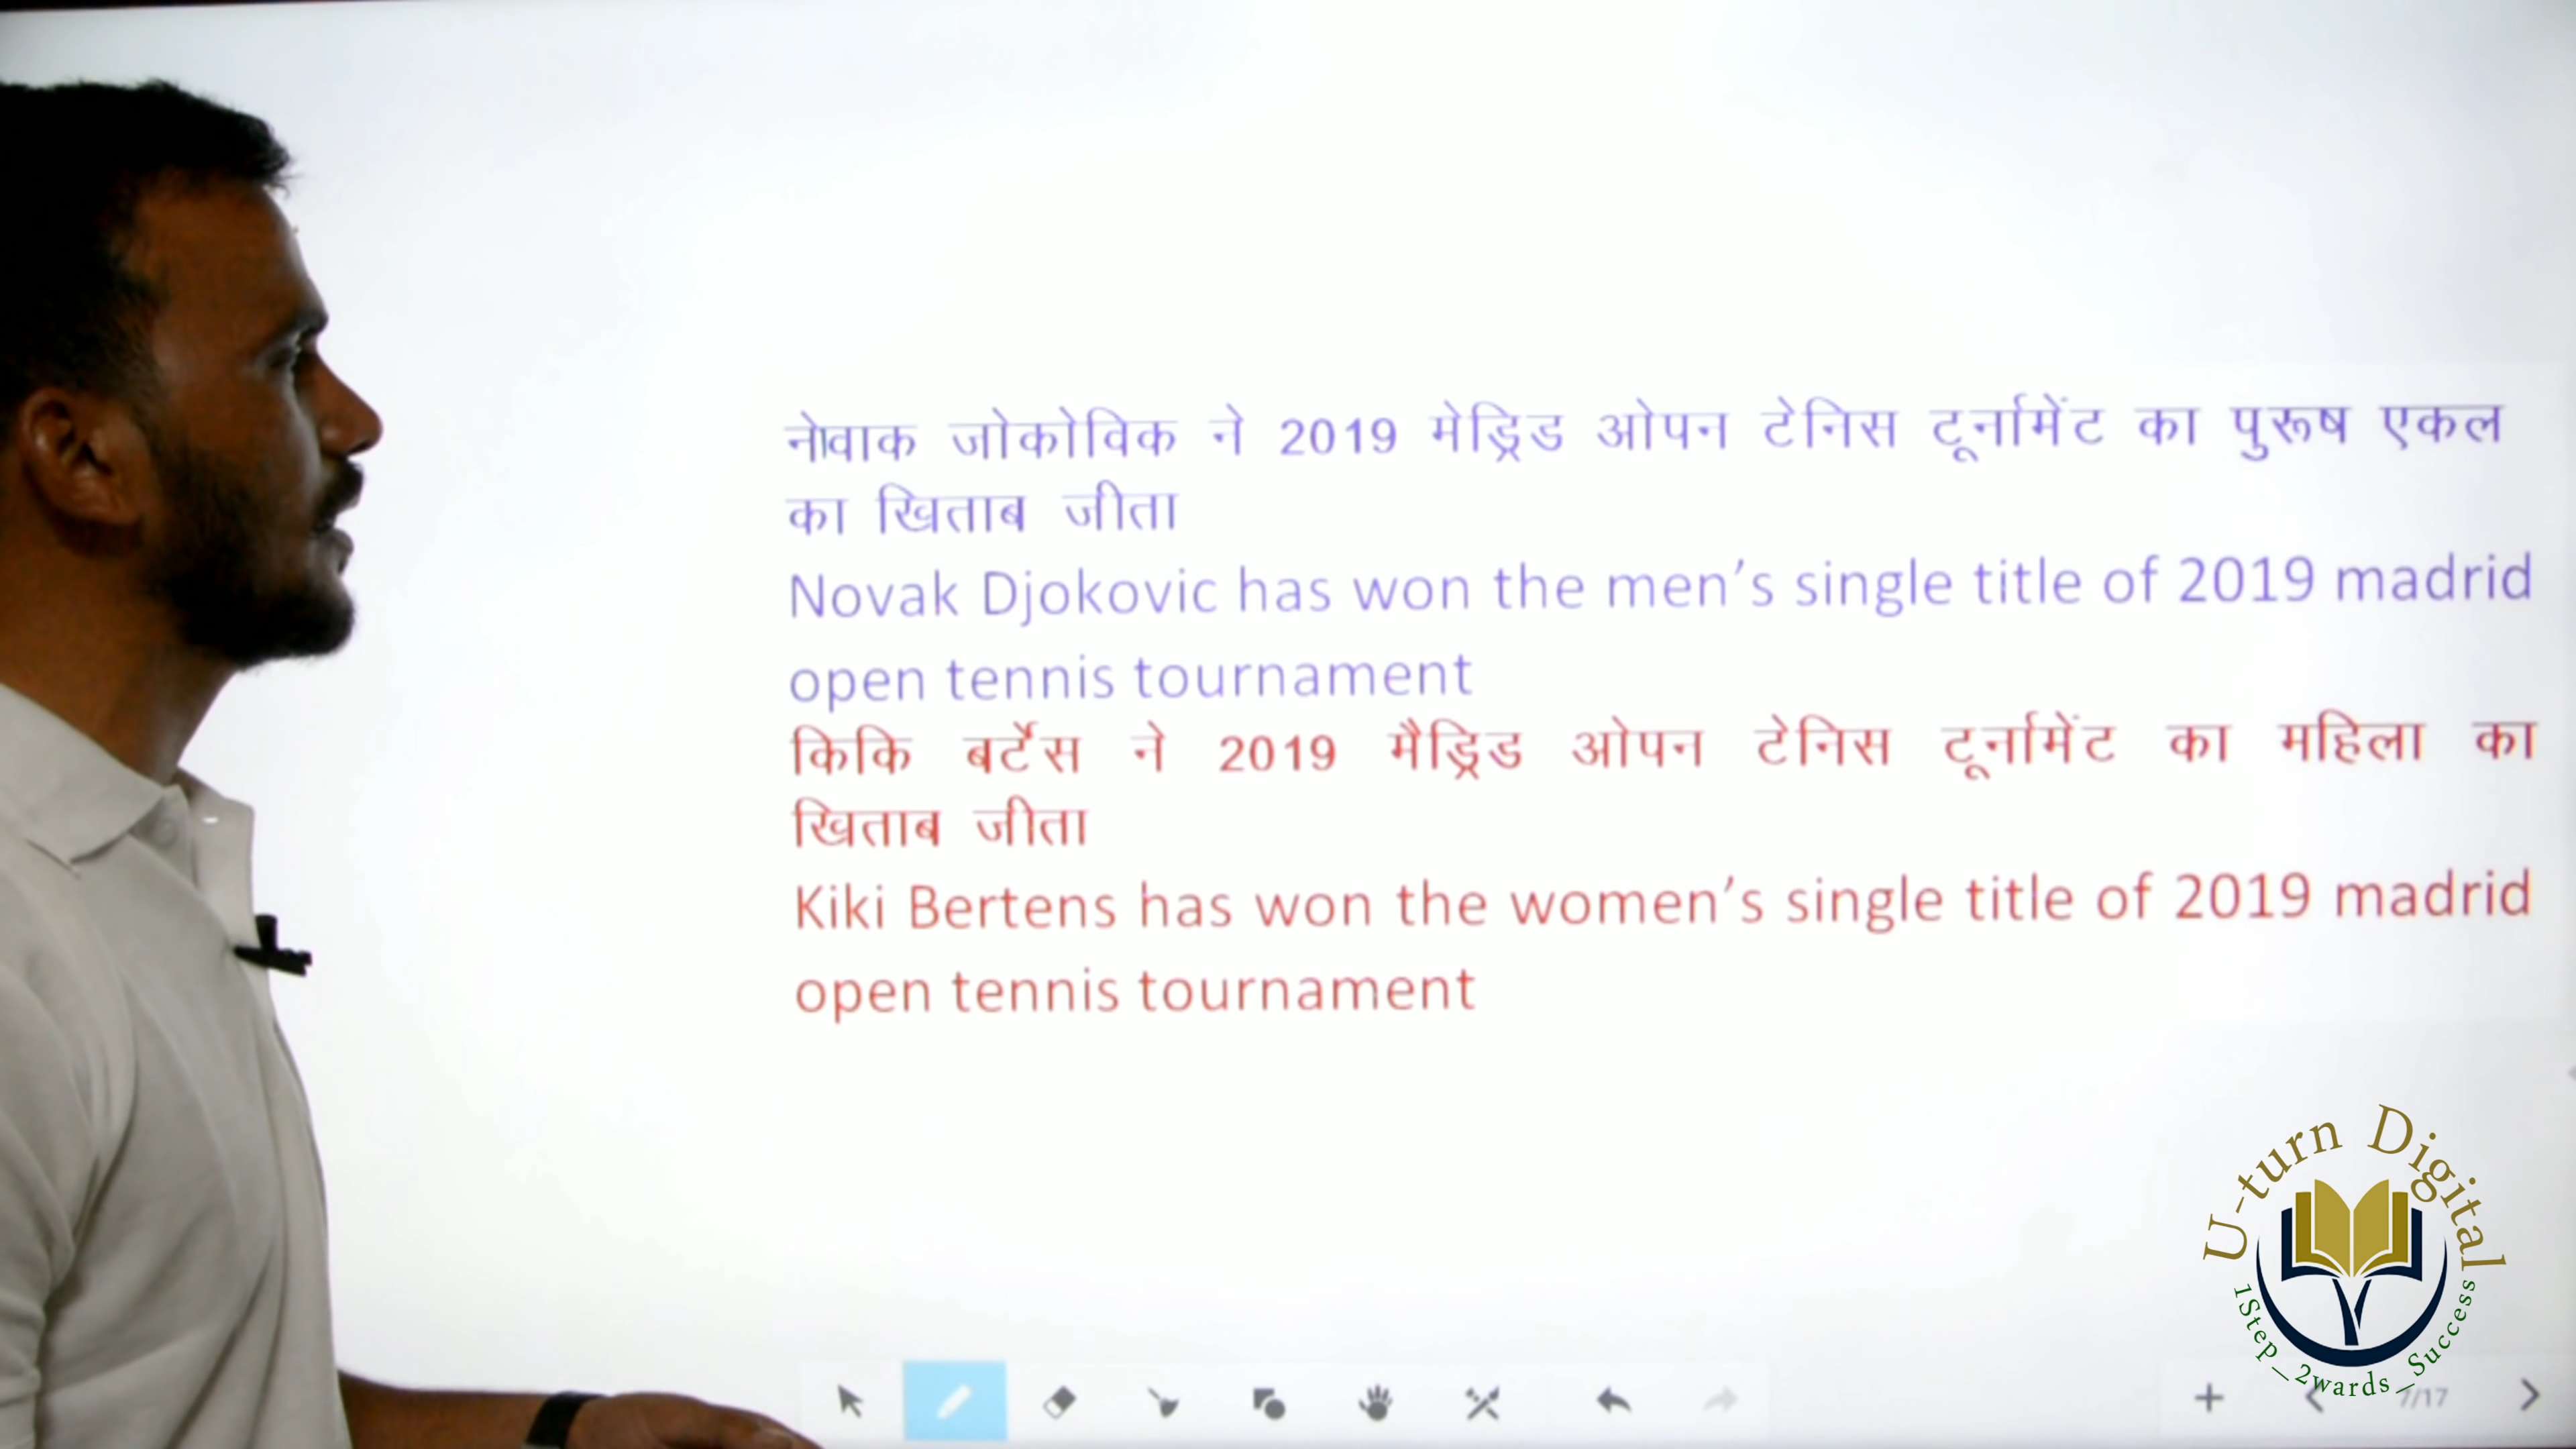 नोवाक जोकोविक ने 2019 मेड्रिड ओपन टेनिस टूर्नामेंट का पुरूष एकल
का खिताब जीता
Novak Djokovic has won the men’s single title of 2019 madrid
open tennis tournament
किकि बर्टेंस ने 2019 मैड्रिड ओपन टेनिस टूर्नामेंट का महिला का
खिताब जीता
Kiki Bertens has won the women’s single title of 2019 madrid
open tennis tournament
U-turn Digital
1Step_2wards_Success
7/17